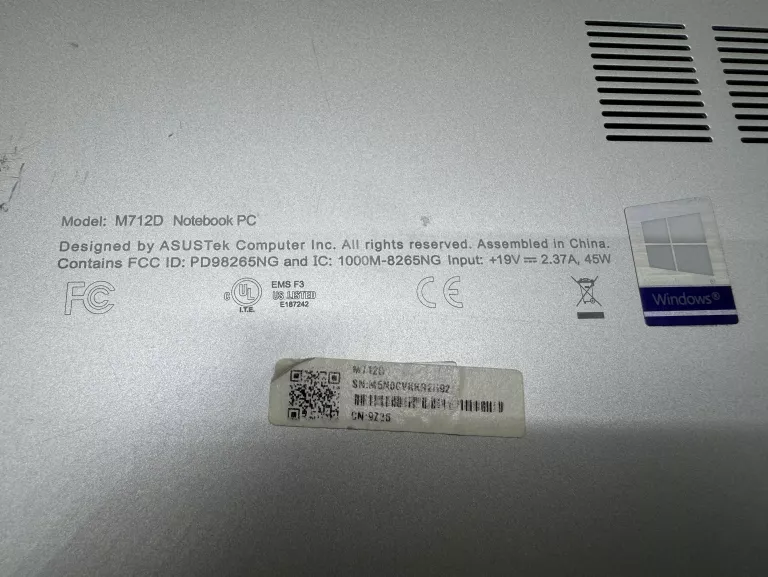 Model: M712D Notebook PC
Designed by ASUSTek Computer Inc. All rights reserved. Assembled in China.
Contains FCC ID: PD98265NG and IC: 1000M-8265NG Input: +19V ⎓ 2.37A, 45W
FC
C UL US LISTED
EMS F3
I.T.E.
E187242
CE
Windows®
M712D
CN-9Z36